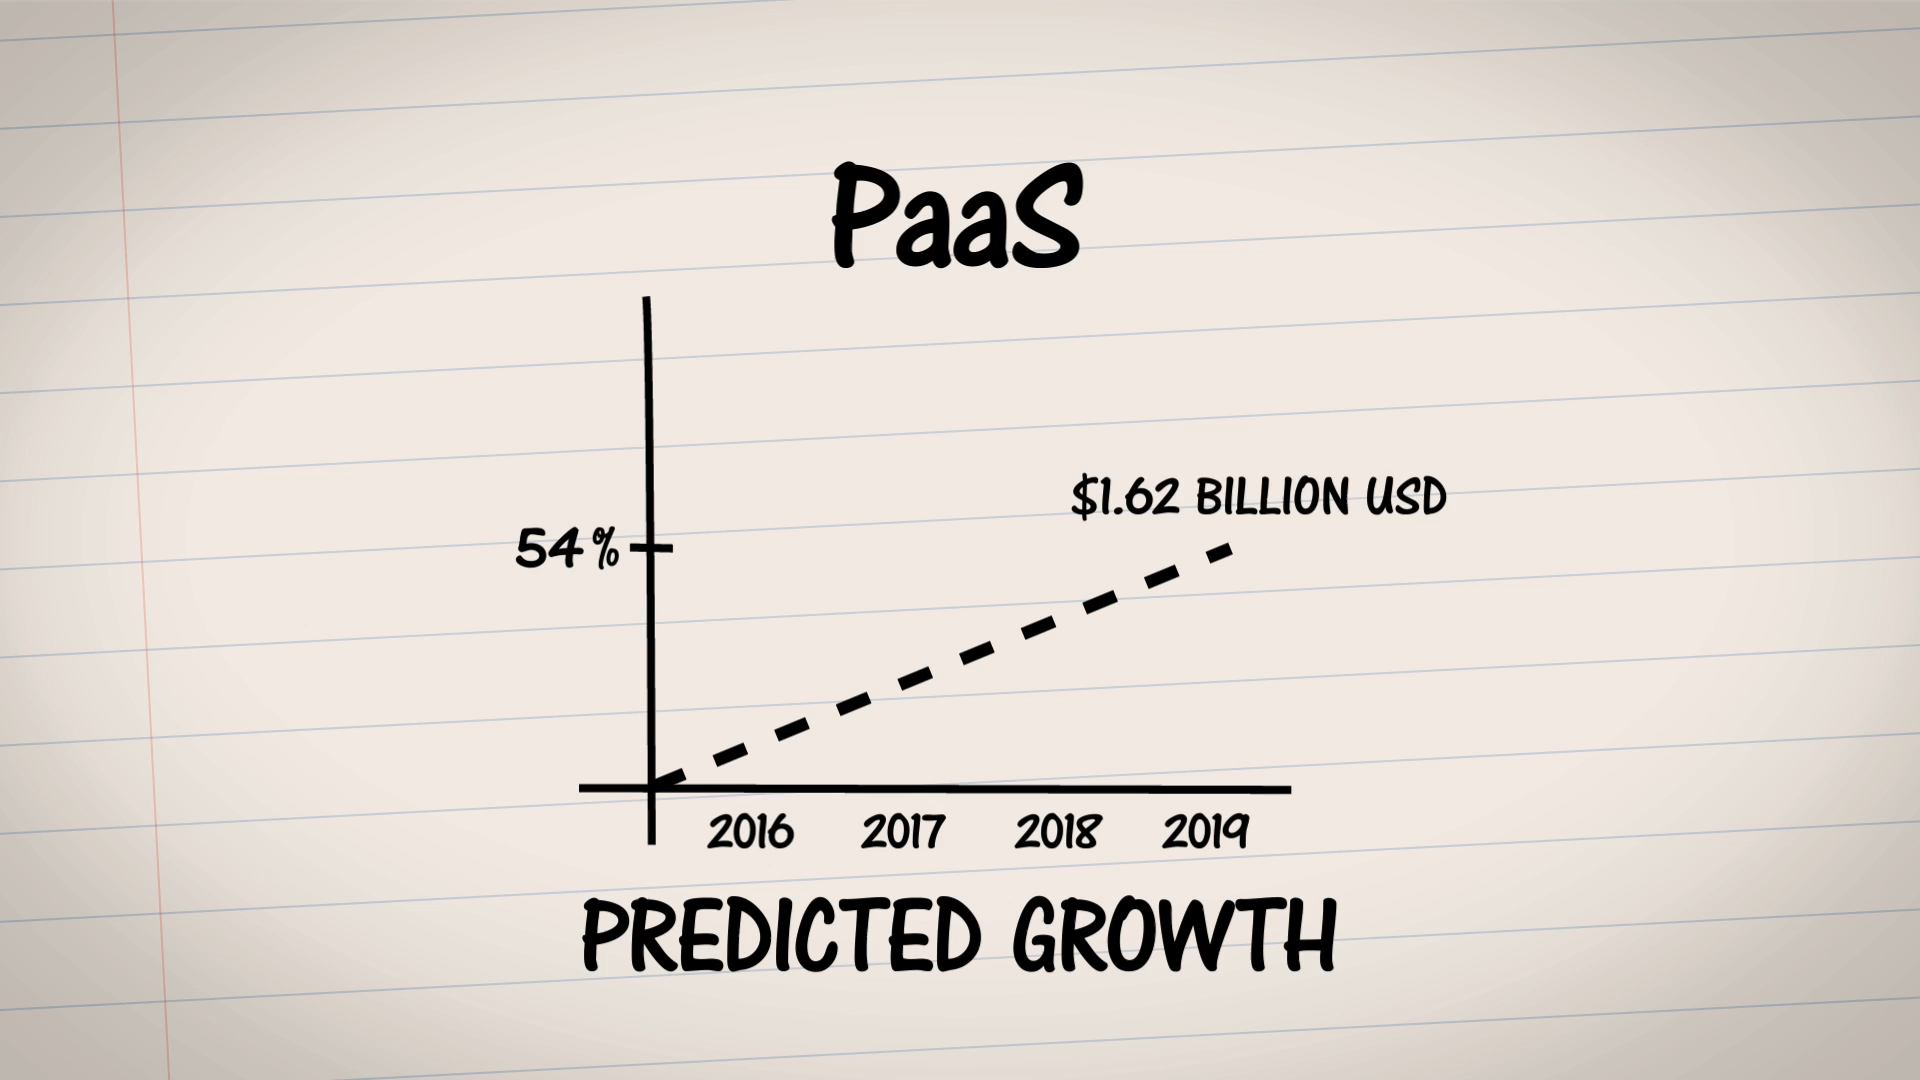 PaaS
$1.62 BILLION USD
54%
2016 2017 2018 2019
PREDICTED GROWTH